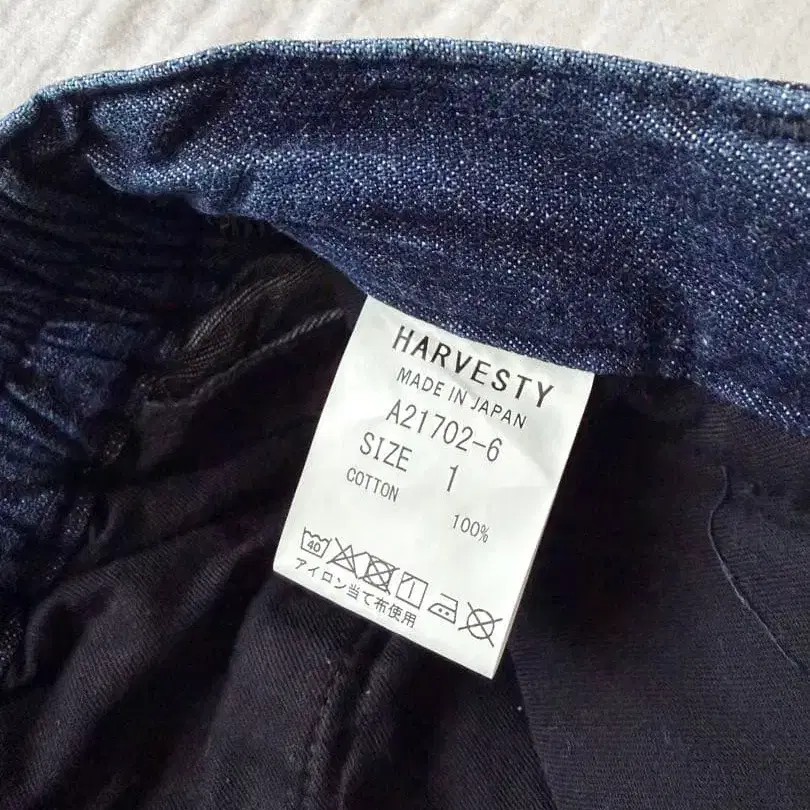 HARVESTY
MADE IN JAPAN
A21702-6
SIZE 1
COTTON 100%
40
アイロン当て布使用